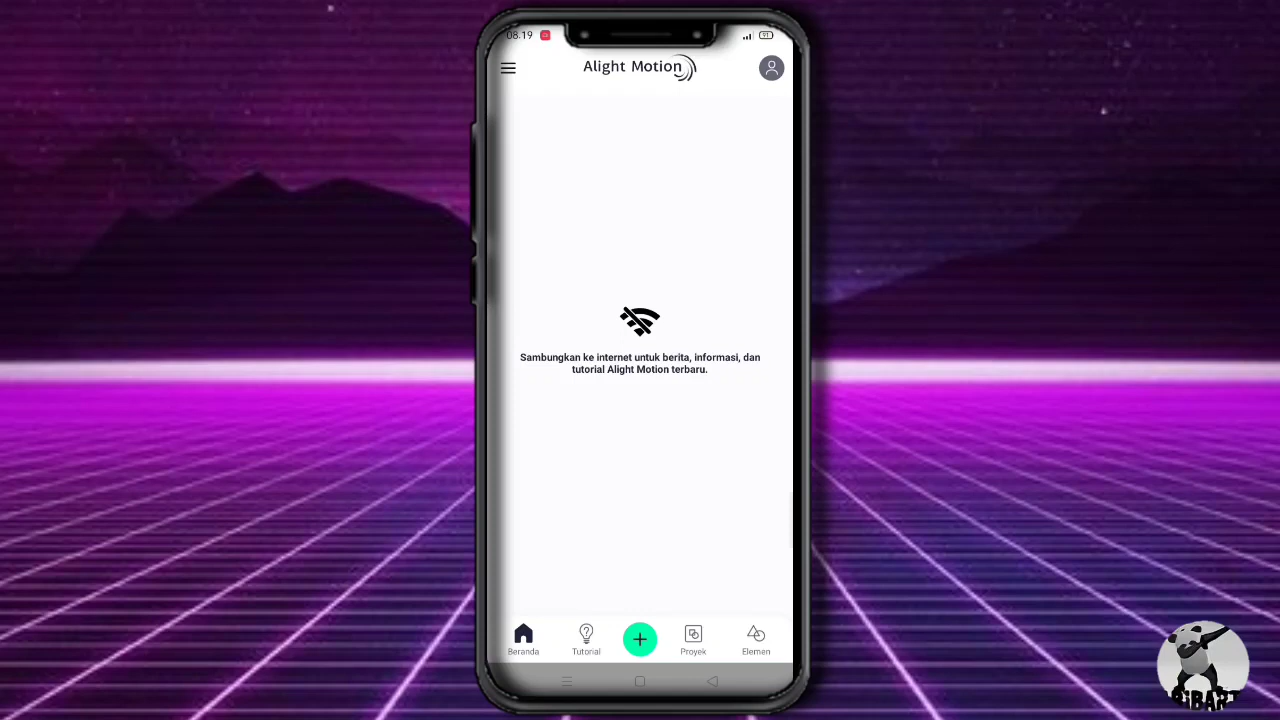 08.19
91
Alight Motion
Sambungkan ke internet untuk berita, informasi, dan
tutorial Alight Motion terbaru.
Beranda
Tutorial
Proyek
Elemen